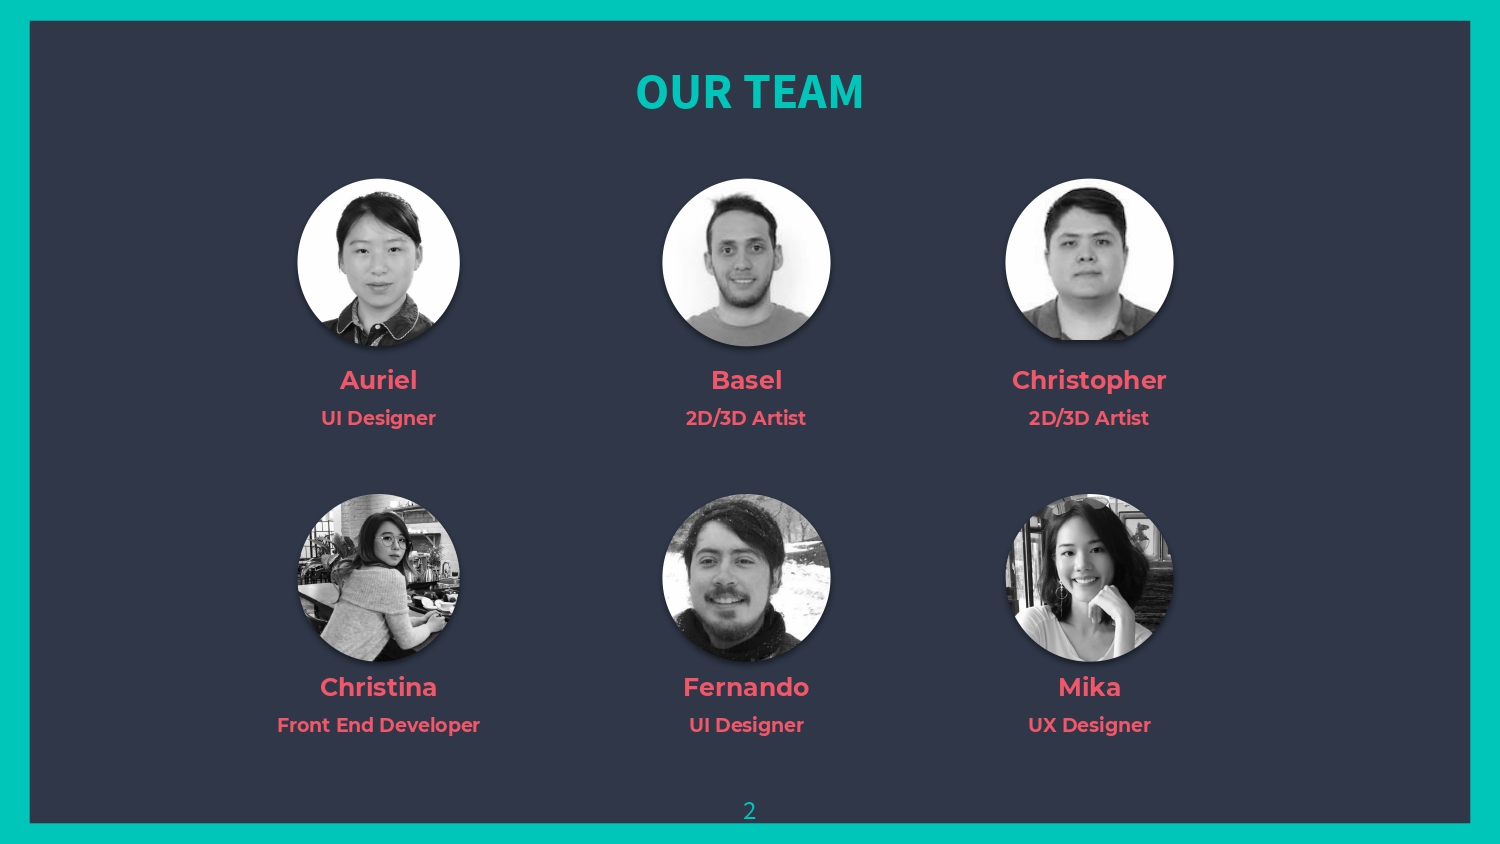 OUR TEAM
Auriel
Basel
Christopher
UI Designer
2D/3D Artist
2D/3D Artist
Christina
Fernando
Mika
Front End Developer
UI Designer
UX Designer
2